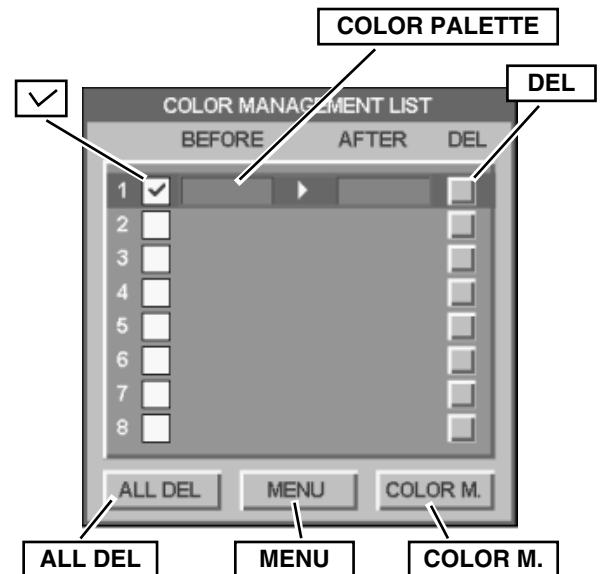 COLOR PALETTE
DEL
COLOR MANAGEMENT LIST
BEFORE AFTER DEL
1
2
3
4
5
6
7
8
ALL DEL MENU COLOR M.
ALL DEL MENU COLOR M.